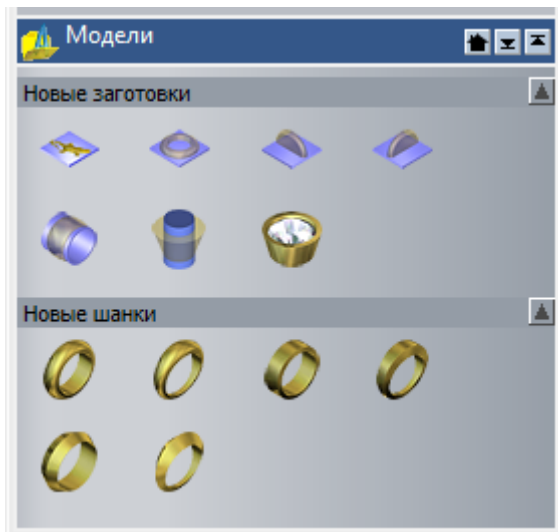 Модели
Новые заготовки
Новые шанки